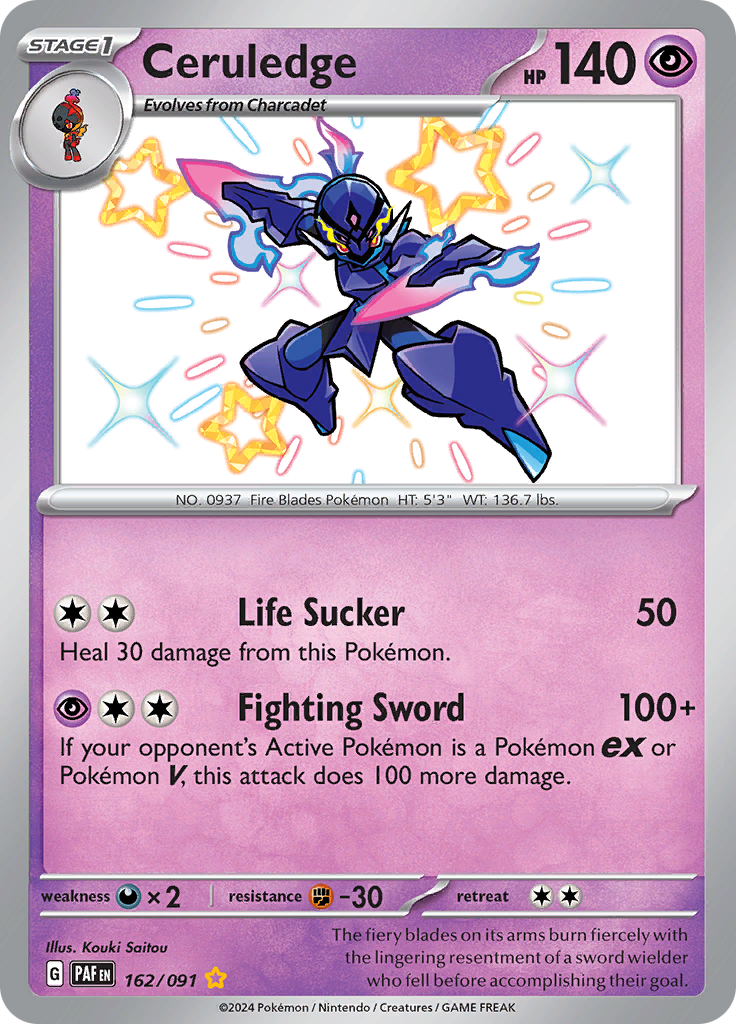 STAGE1
Ceruledge
HP 140
Evolves from Charcadet
NO. 0937 Fire Blades Pokémon HT: 5'3" WT: 136.7 lbs.
Life Sucker 50
Heal 30 damage from this Pokémon.
Fighting Sword 100+
If your opponent's Active Pokémon is a Pokémon ex or
Pokémon V, this attack does 100 more damage.
weakness ×2 resistance -30 retreat
Illus. Kouki Saitou
G PAF EN 162/091
The fiery blades on its arms burn fiercely with
the lingering resentment of a sword wielder
who fell before accomplishing their goal.
©2024 Pokémon / Nintendo / Creatures / GAME FREAK